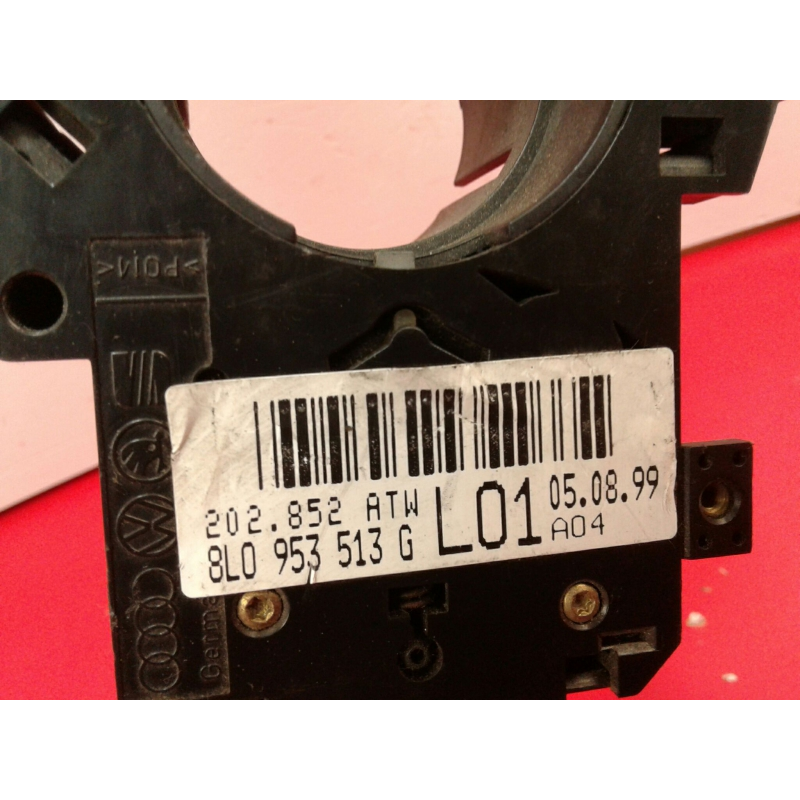 >POM<
202.852 ATW
8L0 953 513 G
L01
05.08.99
A04